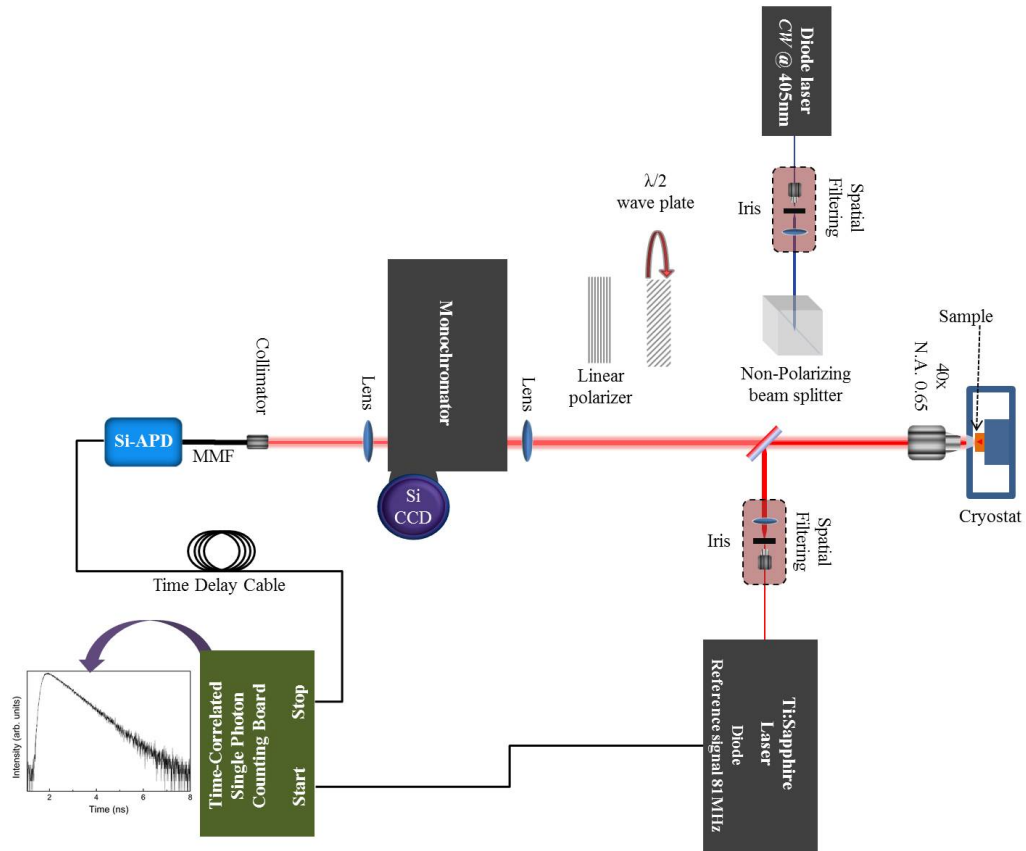 Diode laser
CW @ 405nm
Spatial
Filtering
Iris
λ/2
wave plate
Linear
polarizer
Non-Polarizing
beam splitter
Sample
40x
N.A. 0.65
Cryostat
Monochromator
Lens
Lens
Collimator
Si-APD
MMF
Si
CCD
Time Delay Cable
Iris
Spatial
Filtering
Ti:Sapphire
Laser
Diode
Reference signal 81MHz
Time-Correlated
Single Photon
Counting Board
Start
Stop
Intensity (arb. units)
2
4
6
8
Time (ns)